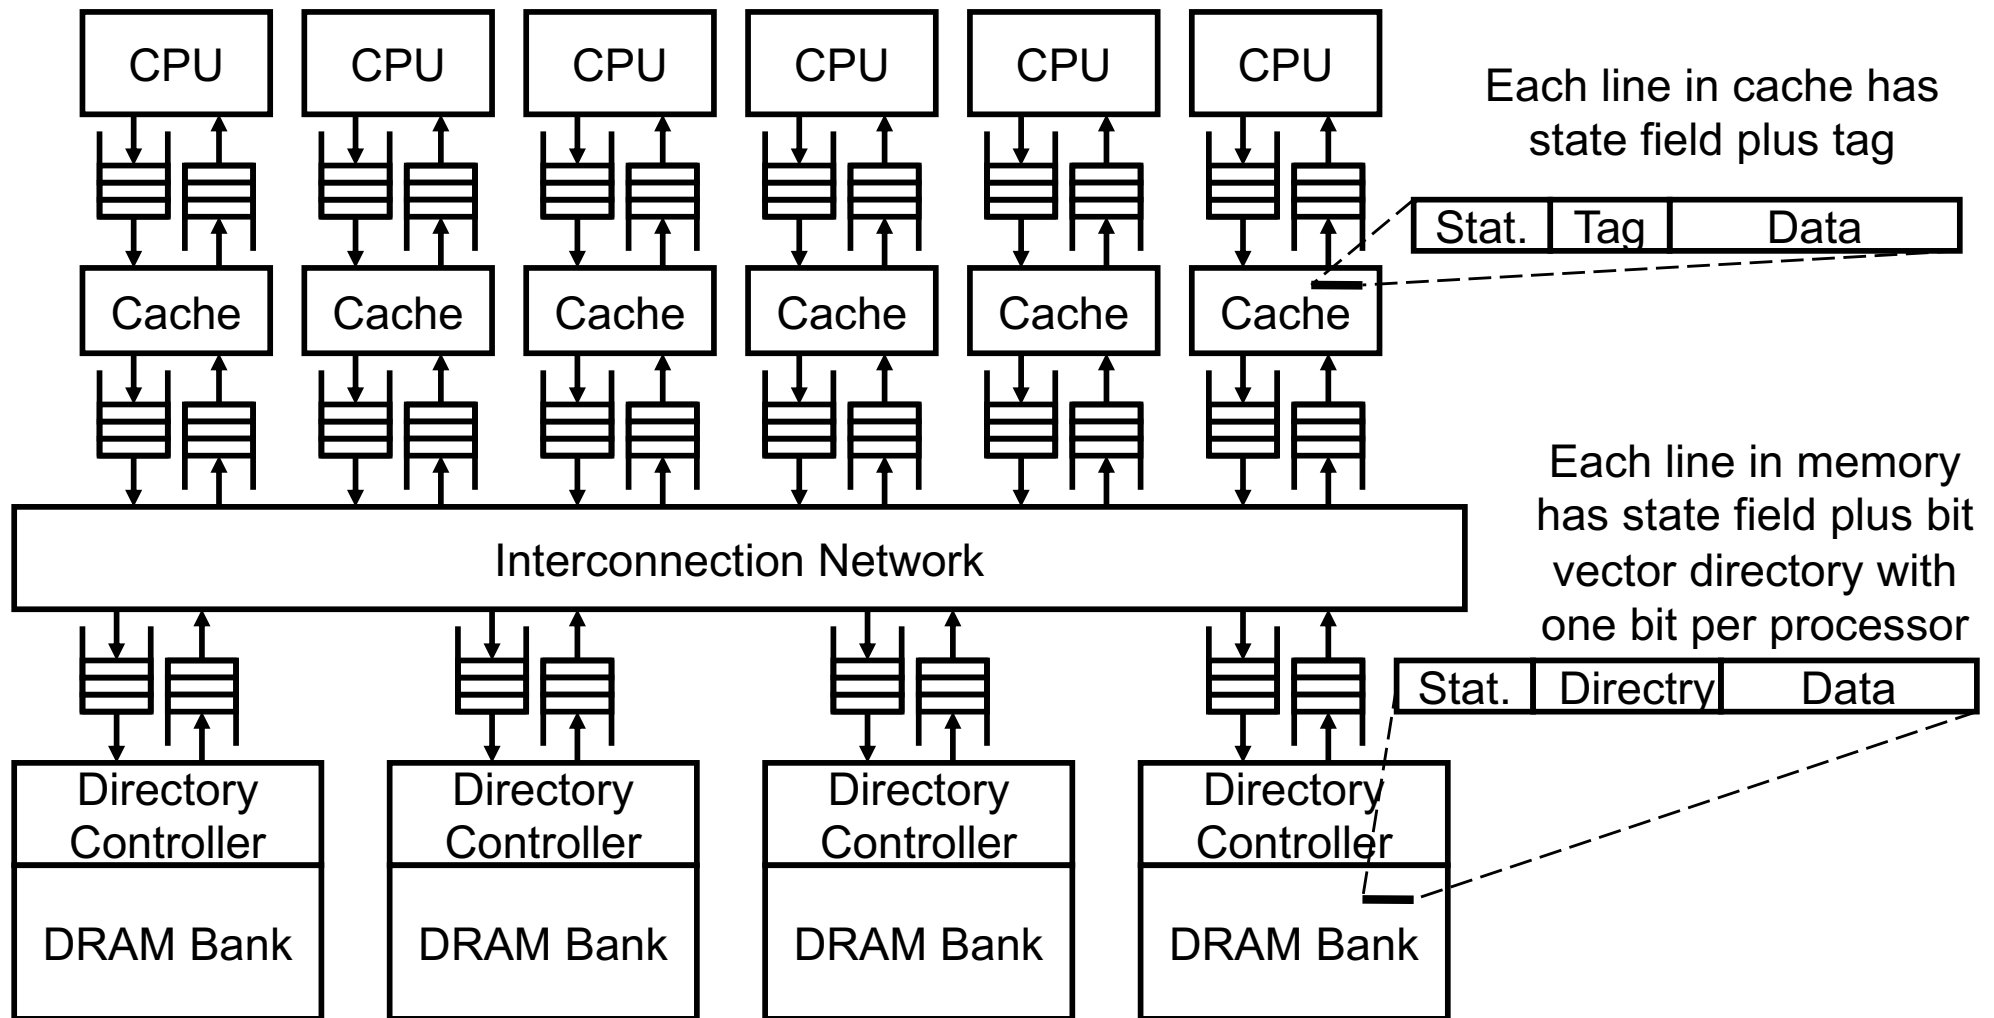 CPU CPU CPU CPU CPU CPU
Each line in cache has
state field plus tag
Stat. Tag Data
Cache Cache Cache Cache Cache Cache
Each line in memory
has state field plus bit
vector directory with
one bit per processor
Interconnection Network
Stat. Directry Data
Directory Directory Directory Directory
Controller Controller Controller Controller
DRAM Bank DRAM Bank DRAM Bank DRAM Bank